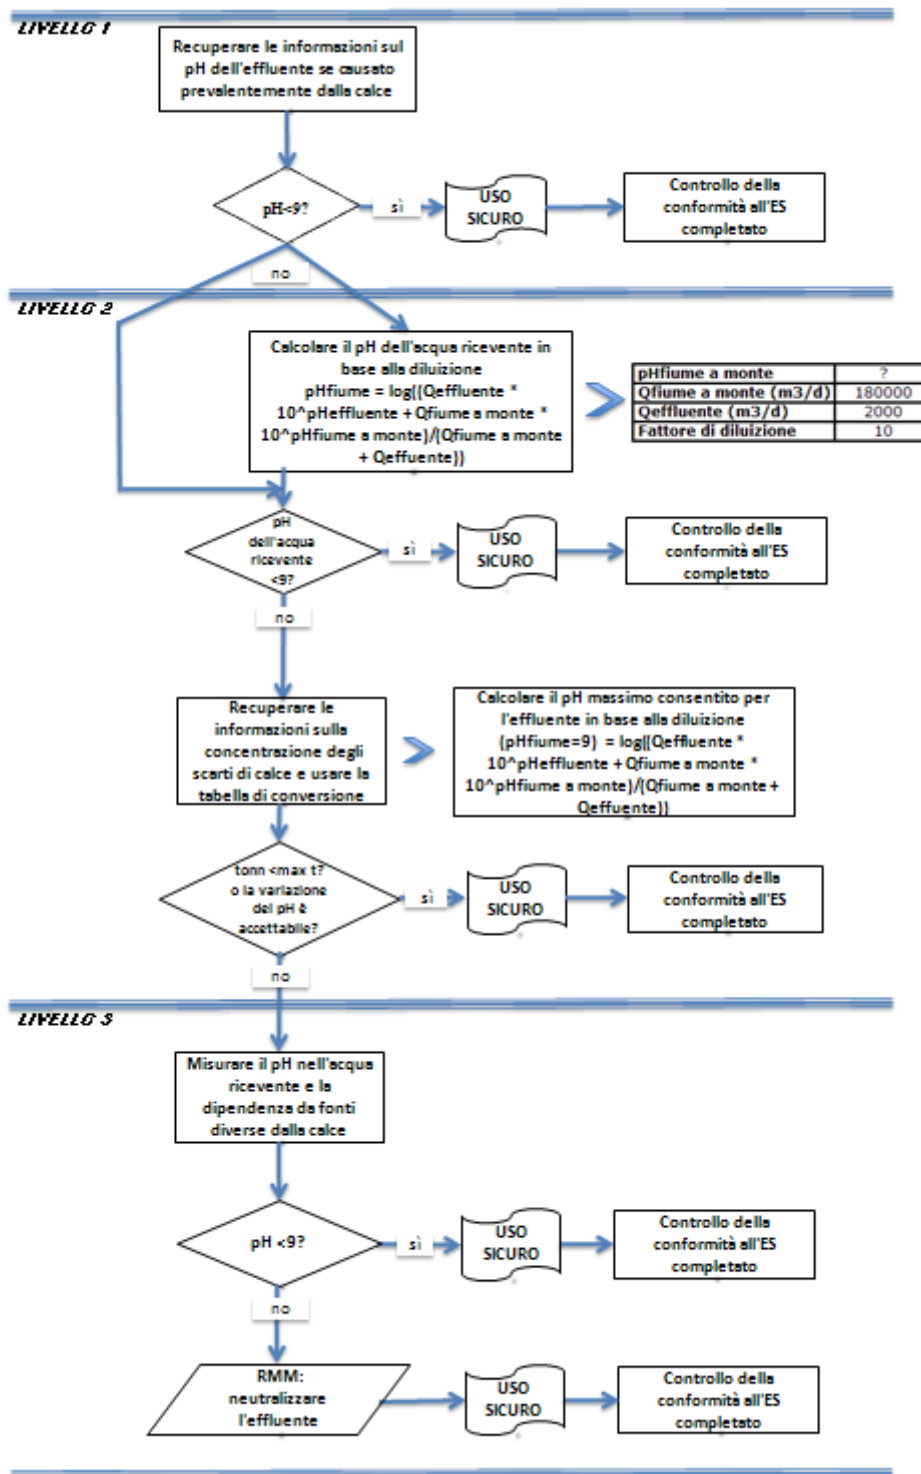 LIVELLO 1
Recuperare le informazioni sul
pH dell'effluente se causato
prevalentemente dalla calce
pH<9?
sì
USO
SICURO
Controllo della
conformità all'ES
completato
no
LIVELLO 2
Calcolare il pH dell'acqua ricevente in
base alla diluizione
pHfiume = log((Qeffluente *
10^pHeffluente + Qfiume a monte *
10^pHfiume a monte)/(Qfiume a monte
+ Qeffuente))
pHfiume a monte ?
Qfiume a monte (m3/d) 180000
Qeffluente (m3/d) 2000
Fattore di diluizione 10
pH
dell'acqua
ricevente
<9?
sì
USO
SICURO
Controllo della
conformità all'ES
completato
no
Recuperare le
informazioni sulla
concentrazione degli
scarti di calce e usare la
tabella di conversione
Calcolare il pH massimo consentito per
l'effluente in base alla diluizione
(pHfiume=9) = log((Qeffluente *
10^pHeffluente + Qfiume a monte *
10^pHfiume a monte)/(Qfiume a monte +
Qeffuente))
tonn <max t?
o la variazione
del pH è
accettabile?
sì
USO
SICURO
Controllo della
conformità all'ES
completato
no
LIVELLO 3
Misurare il pH nell'acqua
ricevente e la
dipendenza da fonti
diverse dalla calce
pH <9?
sì
USO
SICURO
Controllo della
conformità all'ES
completato
no
RMM:
neutralizzare
l'effluente
USO
SICURO
Controllo della
conformità all'ES
completato